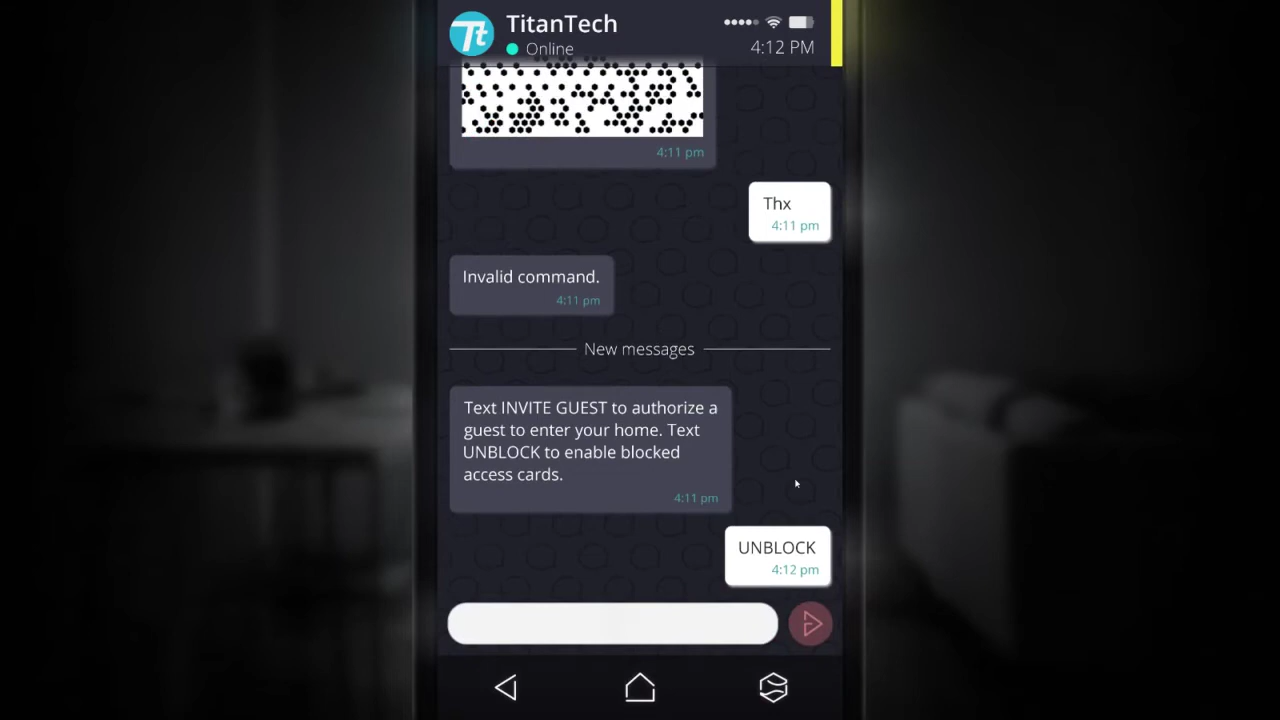 Tt
TitanTech
Online
4:12 PM
4:11 pm
Thx
4:11 pm
Invalid command.
4:11 pm
New messages
Text INVITE GUEST to authorize a
guest to enter your home. Text
UNBLOCK to enable blocked
access cards.
4:11 pm
UNBLOCK
4:12 pm